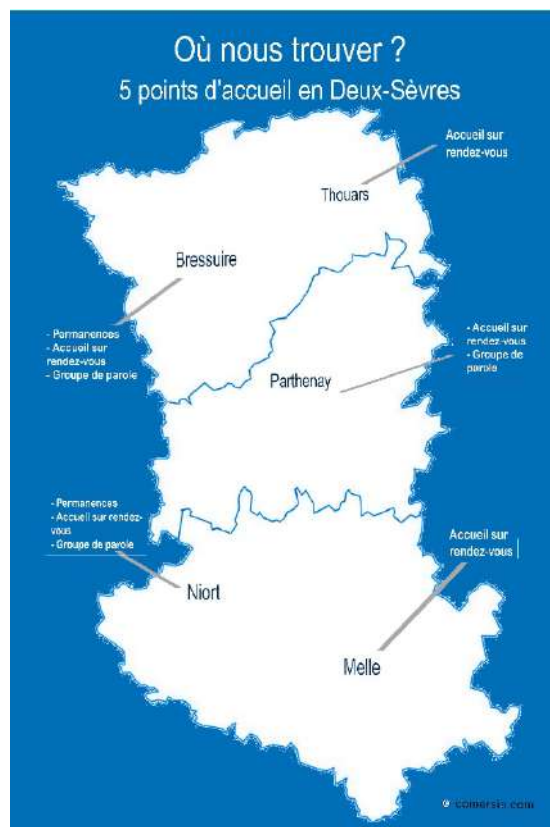 Où nous trouver ?
5 points d'accueil en Deux-Sèvres
Accueil sur
rendez-vous
Thouars
Bressuire
- Permanences
- Accueil sur
rendez-vous
- Groupe de parole
- Accueil sur
rendez-vous
- Groupe de
parole
Parthenay
- Permanences
- Accueil sur rendez-
vous
- Groupe de parole
Accueil sur
rendez-vous
Niort
Melle
© comersis.com